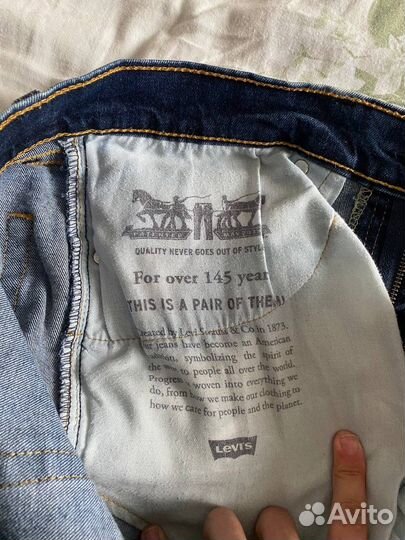 QUALITY NEVER GOES OUT OF STYLE
For over 145 year
THIS IS A PAIR OF THEM
Created by Levi Strauss & Co in 1873.
jeans have become an American
symbolizing the spirit of
the to people all over the world.
Progress woven into everything we
do, from how we make our clothing to
how we care for people and the planet.
Levi's
Avito